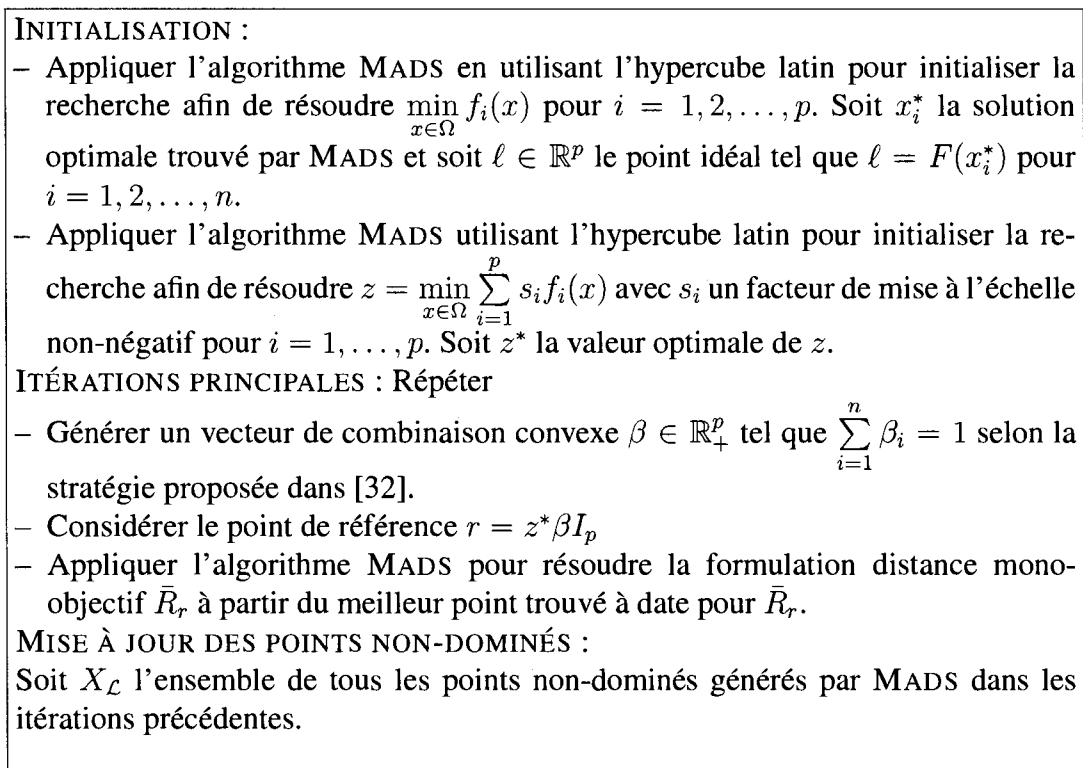 INITIALISATION :
– Appliquer l'algorithme MADS en utilisant l'hypercube latin pour initialiser la
recherche afin de résoudre min_{x∈Ω} f_i(x) pour i = 1, 2, . . . , p. Soit x_i^* la solution
optimale trouvé par MADS et soit ℓ ∈ ℝ^p le point idéal tel que ℓ = F(x_i^*) pour
i = 1, 2, . . . , n.
– Appliquer l'algorithme MADS utilisant l'hypercube latin pour initialiser la re-
cherche afin de résoudre z = min_{x∈Ω} ∑_{i=1}^{p} s_i f_i(x) avec s_i un facteur de mise à l'échelle
non-négatif pour i = 1, . . . , p. Soit z^* la valeur optimale de z.
ITÉRATIONS PRINCIPALES : Répéter
– Générer un vecteur de combinaison convexe β ∈ ℝ_+^p tel que ∑_{i=1}^{n} β_i = 1 selon la
stratégie proposée dans [32].
– Considérer le point de référence r = z^*βI_p
– Appliquer l'algorithme MADS pour résoudre la formulation distance mono-
objectif R̄_r à partir du meilleur point trouvé à date pour R̄_r.
MISE À JOUR DES POINTS NON-DOMINÉS :
Soit X_ℒ l'ensemble de tous les points non-dominés générés par MADS dans les
itérations précédentes.